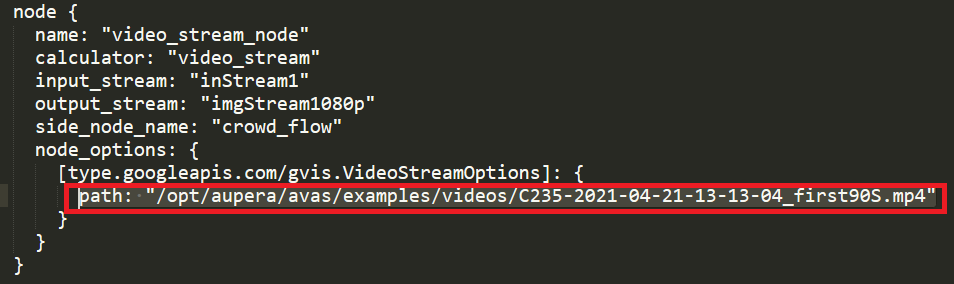 node {
name: "video_stream_node"
calculator: "video_stream"
input_stream: "inStream1"
output_stream: "imgStream1080p"
side_node_name: "crowd_flow"
node_options: {
[type.googleapis.com/gvis.VideoStreamOptions]: {
path: "/opt/aupera/avas/examples/videos/C235-2021-04-21-13-13-04_first90S.mp4"
}
}
}